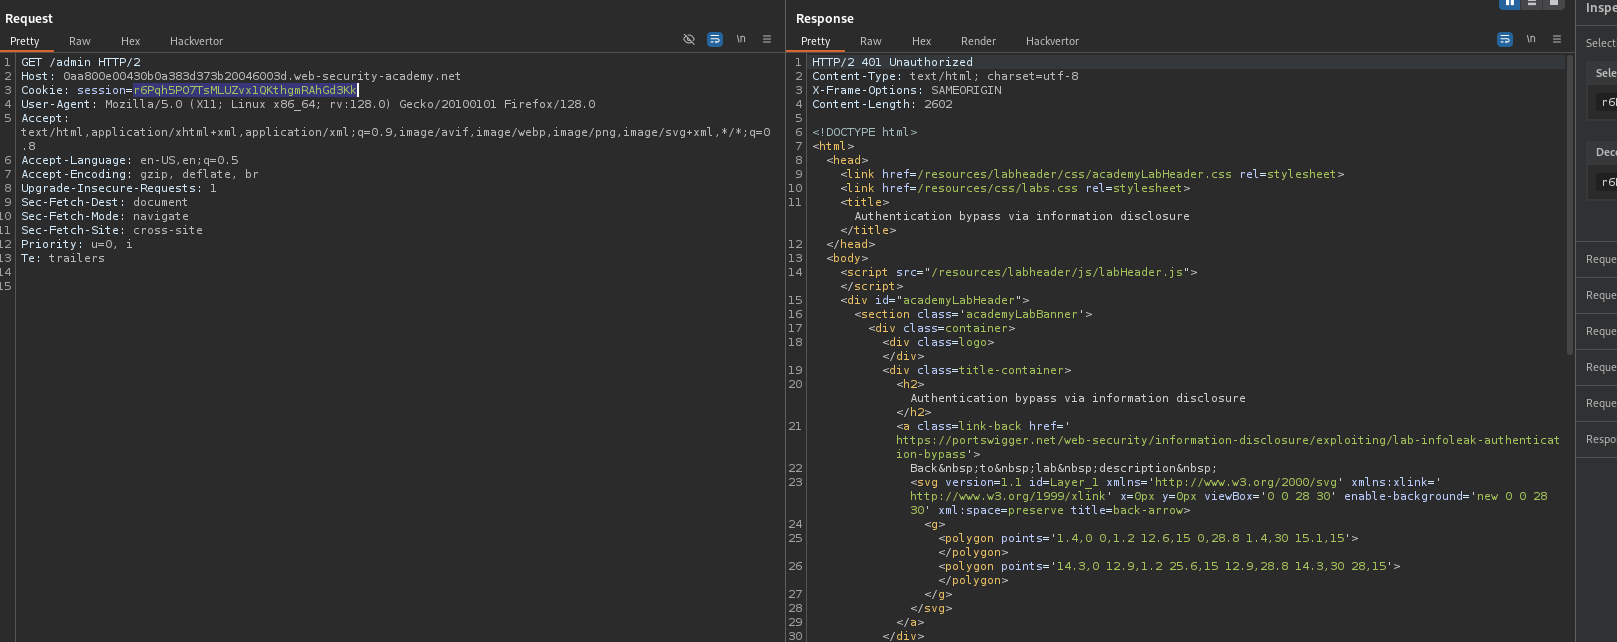 Request
Pretty Raw Hex Hackvertor \n
1 GET /admin HTTP/2
2 Host: 0aa800e00430b0a383d373b20046003d.web-security-academy.net
3 Cookie: session=r6Pqh5PO7TsMLUZvx1QKthgmRAhGd3Kk
4 User-Agent: Mozilla/5.0 (X11; Linux x86_64; rv:128.0) Gecko/20100101 Firefox/128.0
5 Accept:
text/html,application/xhtml+xml,application/xml;q=0.9,image/avif,image/webp,image/png,image/svg+xml,*/*;q=0
.8
6 Accept-Language: en-US,en;q=0.5
7 Accept-Encoding: gzip, deflate, br
8 Upgrade-Insecure-Requests: 1
9 Sec-Fetch-Dest: document
10 Sec-Fetch-Mode: navigate
11 Sec-Fetch-Site: cross-site
12 Priority: u=0, i
13 Te: trailers
14
15
Response
Pretty Raw Hex Render Hackvertor \n
1 HTTP/2 401 Unauthorized
2 Content-Type: text/html; charset=utf-8
3 X-Frame-Options: SAMEORIGIN
4 Content-Length: 2602
5
6 <!DOCTYPE html>
7 <html>
8 <head>
9 <link href=/resources/labheader/css/academyLabHeader.css rel=stylesheet>
10 <link href=/resources/css/labs.css rel=stylesheet>
11 <title>
Authentication bypass via information disclosure
</title>
12 </head>
13 <body>
14 <script src="/resources/labheader/js/labHeader.js">
</script>
15 <div id="academyLabHeader">
16 <section class='academyLabBanner'>
17 <div class=container>
18 <div class=logo>
</div>
19 <div class=title-container>
20 <h2>
Authentication bypass via information disclosure
</h2>
21 <a class=link-back href='
https://portswigger.net/web-security/information-disclosure/exploiting/lab-infoleak-authenticat
ion-bypass'>
22 Back&nbsp;to&nbsp;lab&nbsp;description&nbsp;
23 <svg version=1.1 id=Layer_1 xmlns='http://www.w3.org/2000/svg' xmlns:xlink='
http://www.w3.org/1999/xlink' x=0px y=0px viewBox='0 0 28 30' enable-background='new 0 0 28
30' xml:space=preserve title=back-arrow>
24 <g>
25 <polygon points='1.4,0 0,1.2 12.6,15 0,28.8 1.4,30 15.1,15'>
</polygon>
26 <polygon points='14.3,0 12.9,1.2 25.6,15 12.9,28.8 14.3,30 28,15'>
</polygon>
27 </g>
28 </svg>
29 </a>
30 </div>
Inspe
Select
Sele
r6
Dec
r6
Reque
Reque
Reque
Reque
Reque
Respo